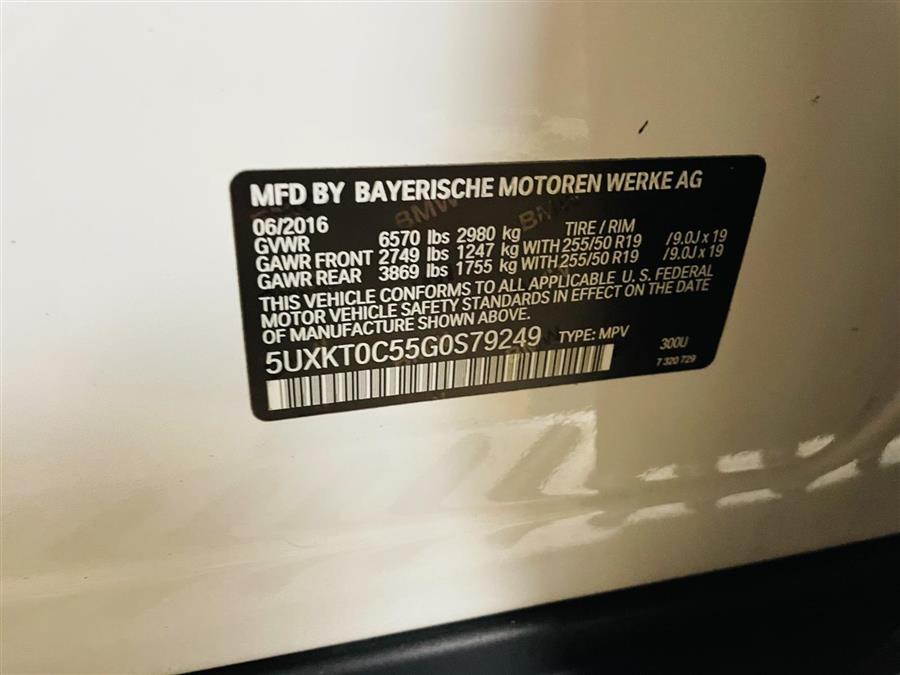 MFD BY BAYERISCHE MOTOREN WERKE AG
06/2016 TIRE / RIM
GVWR 6570 lbs 2980 kg
GAWR FRONT 2749 lbs 1247 kg WITH 255/50 R19 /9.0J x 19
GAWR REAR 3869 lbs 1755 kg WITH 255/50 R19 /9.0J x 19
THIS VEHICLE CONFORMS TO ALL APPLICABLE U. S. FEDERAL
MOTOR VEHICLE SAFETY STANDARDS IN EFFECT ON THE DATE
OF MANUFACTURE SHOWN ABOVE.
5UXKT0C55G0S79249 TYPE: MPV 300U
7 320 729
BMW
BMW